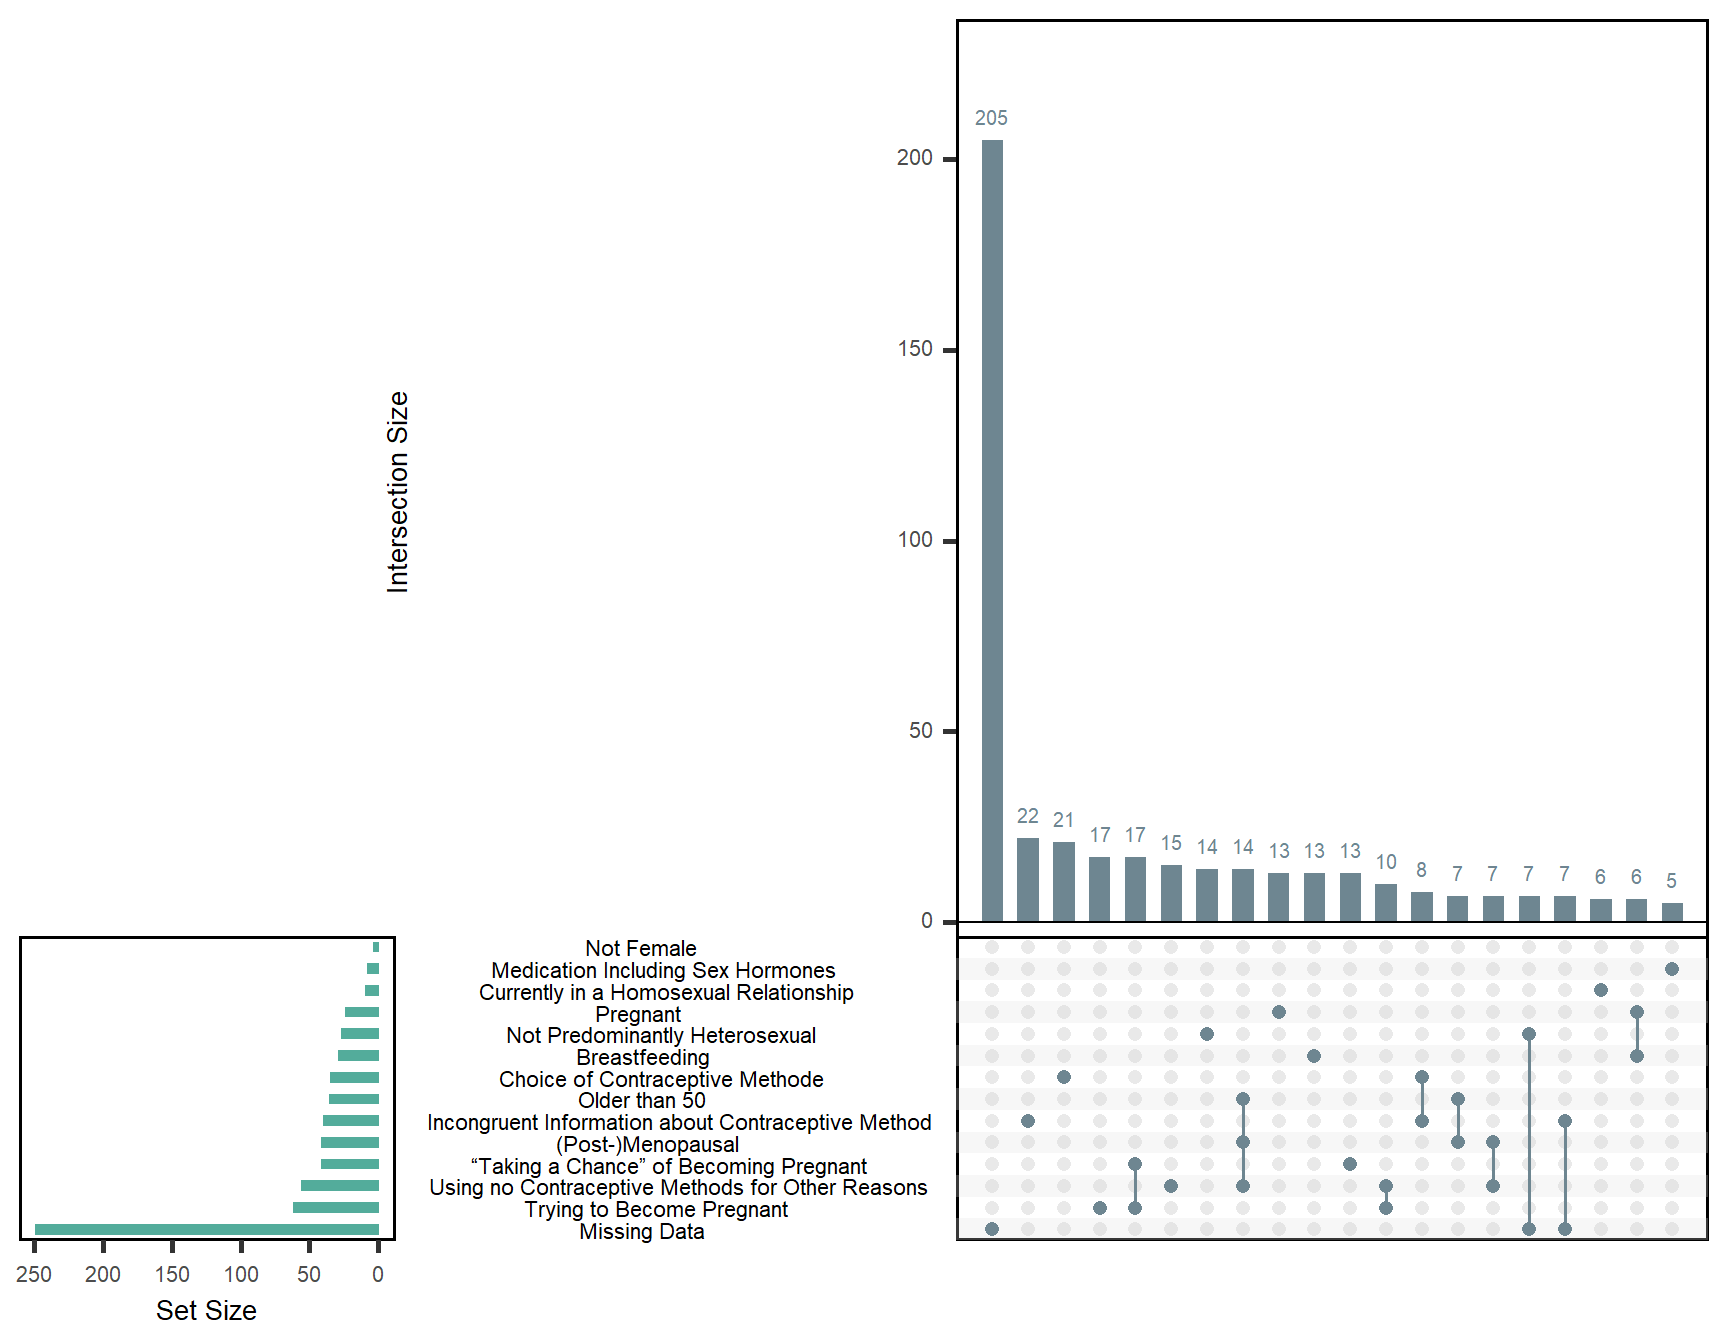 205
200
150
Intersection Size
100
50
22
21
17
17
15
14
14
13
13
13
10
8
7
7
7
7
6
6
5
0
Not Female
Medication Including Sex Hormones
Currently in a Homosexual Relationship
Pregnant
Not Predominantly Heterosexual
Breastfeeding
Choice of Contraceptive Methode
Older than 50
Incongruent Information about Contraceptive Method
(Post-)Menopausal
“Taking a Chance” of Becoming Pregnant
Using no Contraceptive Methods for Other Reasons
Trying to Become Pregnant
Missing Data
250 200 150 100 50 0
Set Size